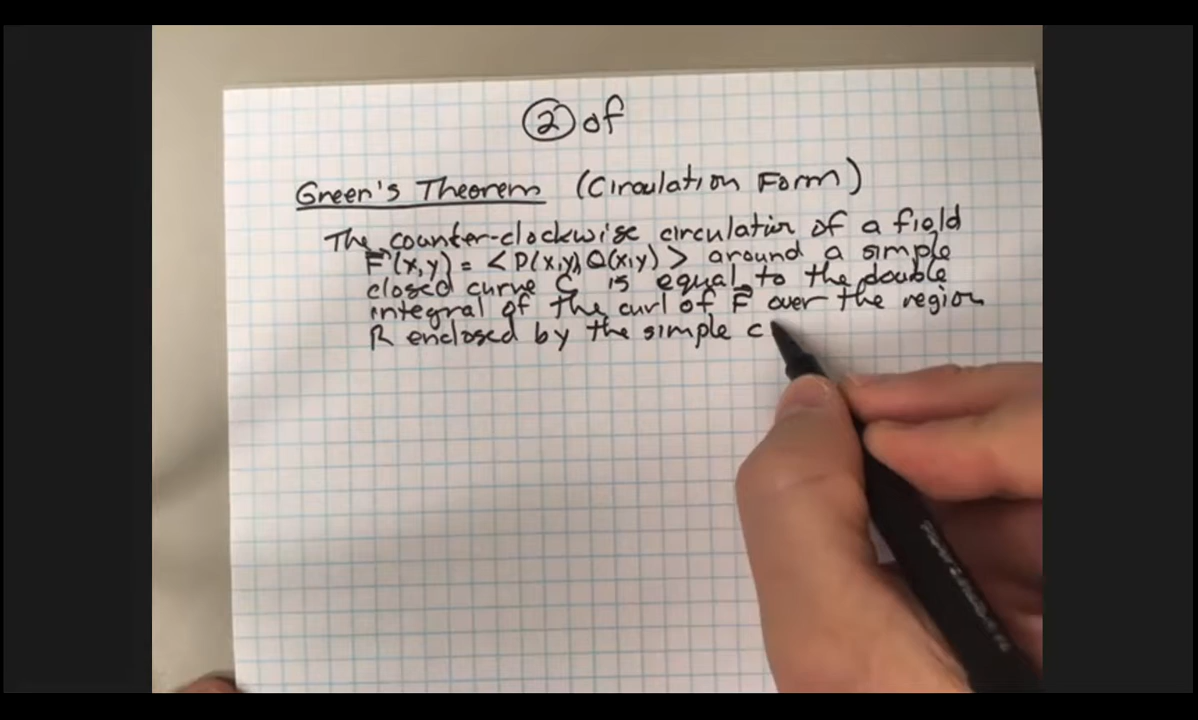 ② of
Green's Theorem (Circulation Form)
The counter-clockwise circulation of a field
F⃗(x,y) = <P(x,y), Q(x,y)> around a simple
closed curve C is equal to the double
integral of the curl of F⃗ over the region
R enclosed by the simple c